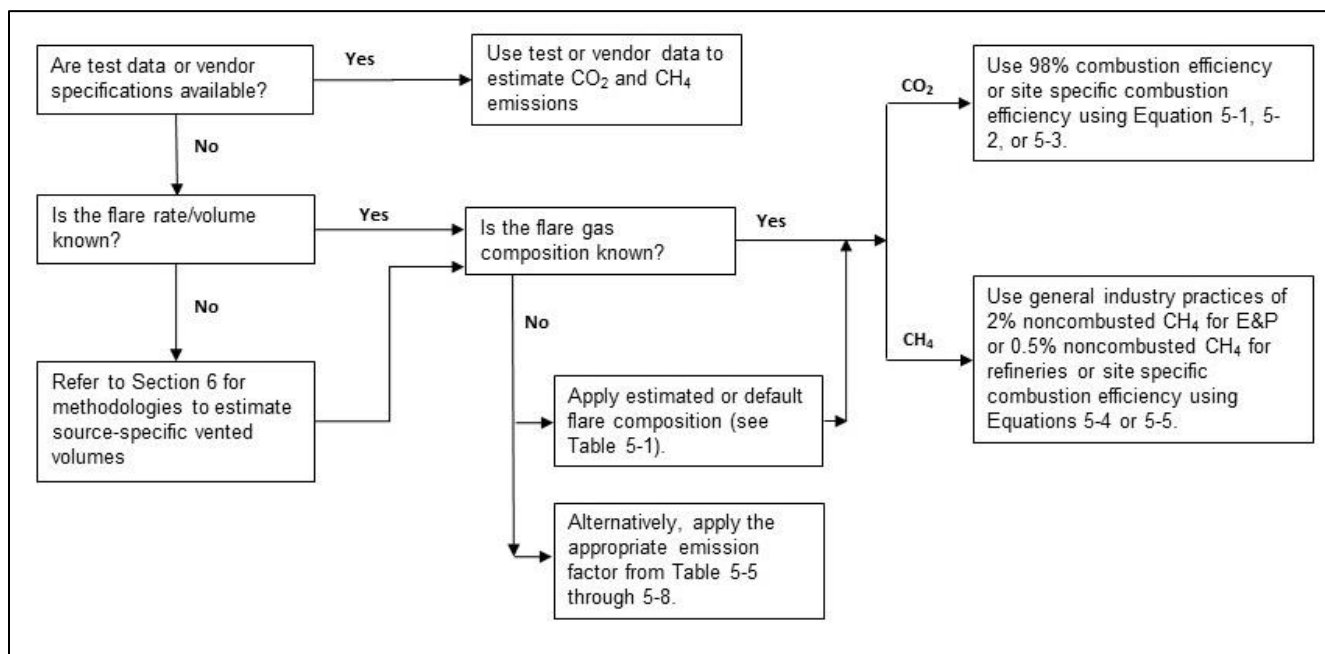 Are test data or vendor
specifications available?
Yes
Use test or vendor data to
estimate CO₂ and CH₄
emissions
No
Is the flare rate/volume
known?
Yes
No
Refer to Section 6 for
methodologies to estimate
source-specific vented
volumes
Is the flare gas
composition known?
Yes
No
Apply estimated or default
flare composition (see
Table 5-1).
Alternatively, apply the
appropriate emission
factor from Table 5-5
through 5-8.
CO₂
Use 98% combustion efficiency
or site specific combustion
efficiency using Equation 5-1, 5-
2, or 5-3.
CH₄
Use general industry practices of
2% noncombusted CH₄ for E&P
or 0.5% noncombusted CH₄ for
refineries or site specific
combustion efficiency using
Equations 5-4 or 5-5.